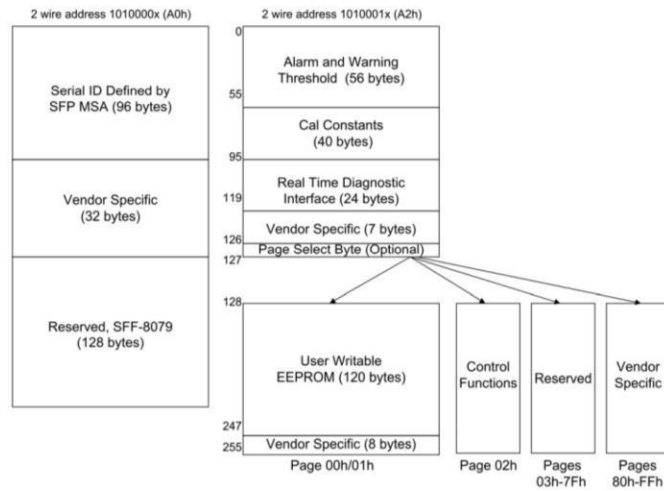 2 wire address 1010000x (A0h)
Serial ID Defined by
SFP MSA (96 bytes)
Vendor Specific
(32 bytes)
Reserved, SFF-8079
(128 bytes)
2 wire address 1010001x (A2h)
0
Alarm and Warning
Threshold (56 bytes)
55
Cal Constants
(40 bytes)
95
Real Time Diagnostic
Interface (24 bytes)
119
Vendor Specific (7 bytes)
126
Page Select Byte (Optional)
127
128
User Writable
EEPROM (120 bytes)
247
Vendor Specific (8 bytes)
255
Page 00h/01h
Control
Functions
Page 02h
Reserved
Pages
03h-7Fh
Vendor
Specific
Pages
80h-FFh